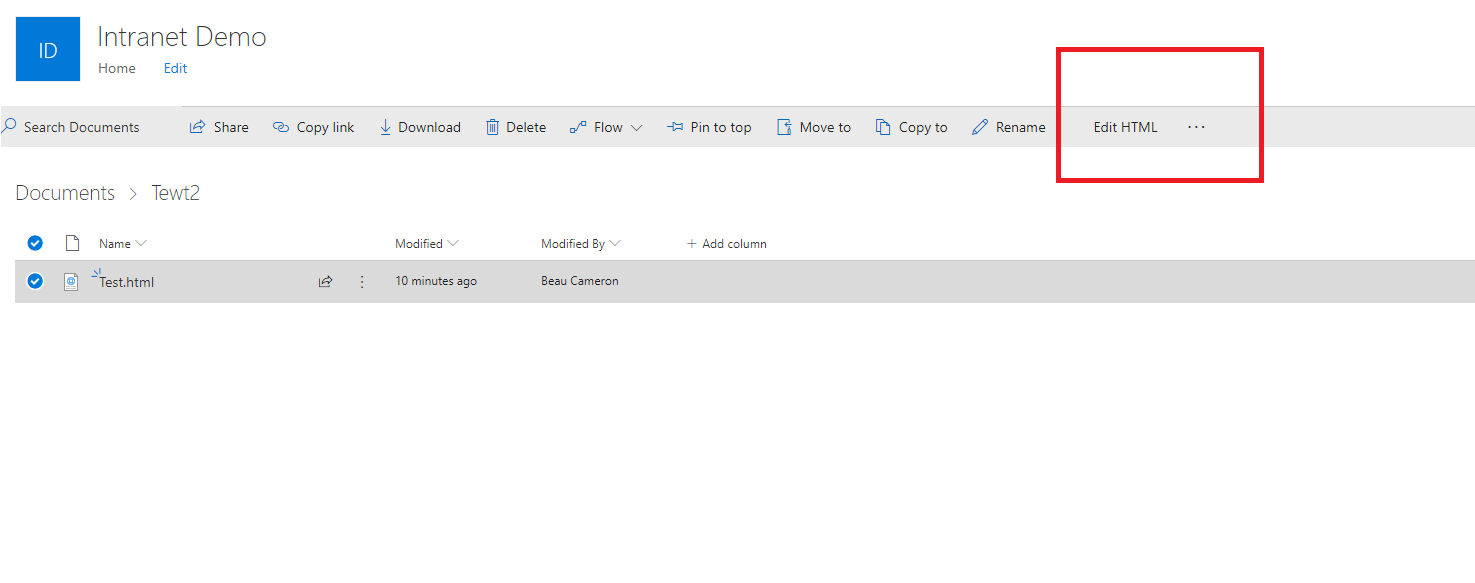 ID
Intranet Demo
Home Edit
Search Documents Share Copy link Download Delete Flow Pin to top Move to Copy to Rename Edit HTML ...
Documents > Tewt2
Name Modified Modified By + Add column
Test.html 10 minutes ago Beau Cameron